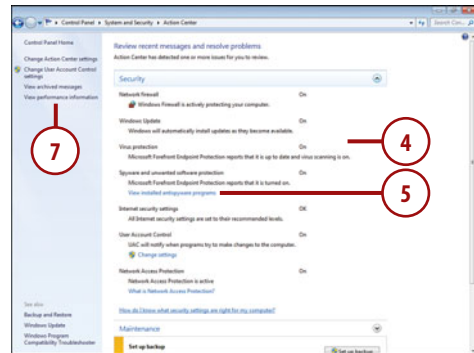 Control Panel ▸ System and Security ▸ Action Center
Search Con...
Control Panel Home
Change Action Center settings
Change User Account Control settings
View archived messages
View performance information
7
Review recent messages and resolve problems
Action Center has detected one or more issues for you to review.
Security
Network firewall On
Windows Firewall is actively protecting your computer.
Windows Update On
Windows will automatically install updates as they become available.
4
Virus protection On
Microsoft Forefront Endpoint Protection reports that it is up to date and virus scanning is on.
Spyware and unwanted software protection On
Microsoft Forefront Endpoint Protection reports that it is turned on.
View installed antispyware programs
5
Internet security settings OK
All Internet security settings are set to their recommended levels.
User Account Control On
UAC will notify when programs try to make changes to the computer.
Change settings
Network Access Protection On
Network Access Protection is active
What is Network Access Protection?
How do I know what security settings are right for my computer?
Maintenance
Set up backup
Set up backup
See also
Backup and Restore
Windows Update
Windows Program
Compatibility Troubleshooter